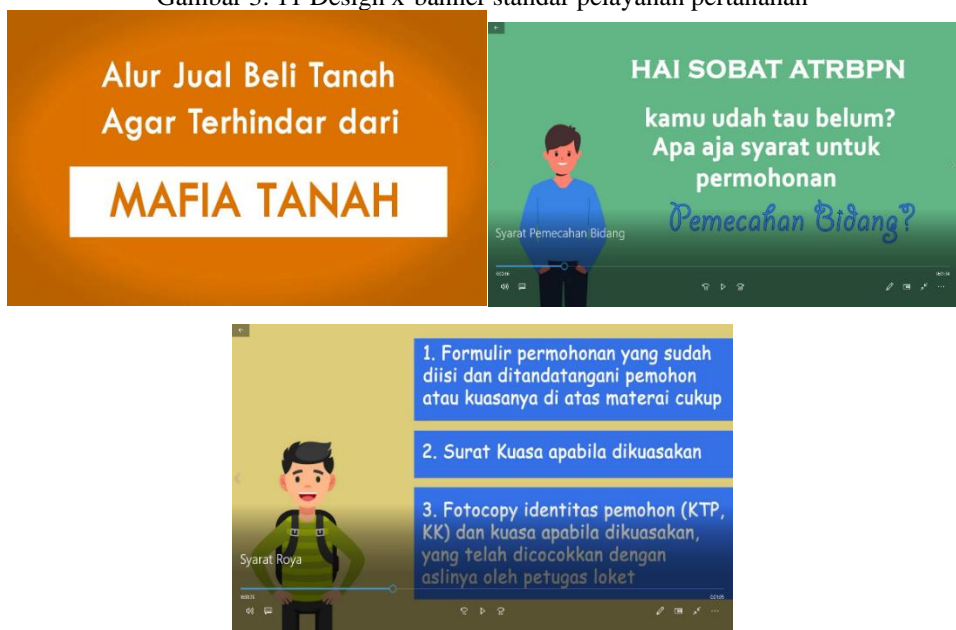 Gambar 3. 11 Design x-banner standar pelayanan pertanahan
Alur Jual Beli Tanah
Agar Terhindar dari
MAFIA TANAH
HAI SOBAT ATRBPN
kamu udah tau belum?
Apa aja syarat untuk
permohonan
Pemecahan Bidang?
Syarat Pemecahan Bidang
1. Formulir permohonan yang sudah
diisi dan ditandatangani pemohon
atau kuasanya di atas materai cukup
2. Surat Kuasa apabila dikuasakan
3. Fotocopy identitas pemohon (KTP,
KK) dan kuasa apabila dikuasakan,
yang telah dicocokkan dengan
aslinya oleh petugas loket
Syarat Roya